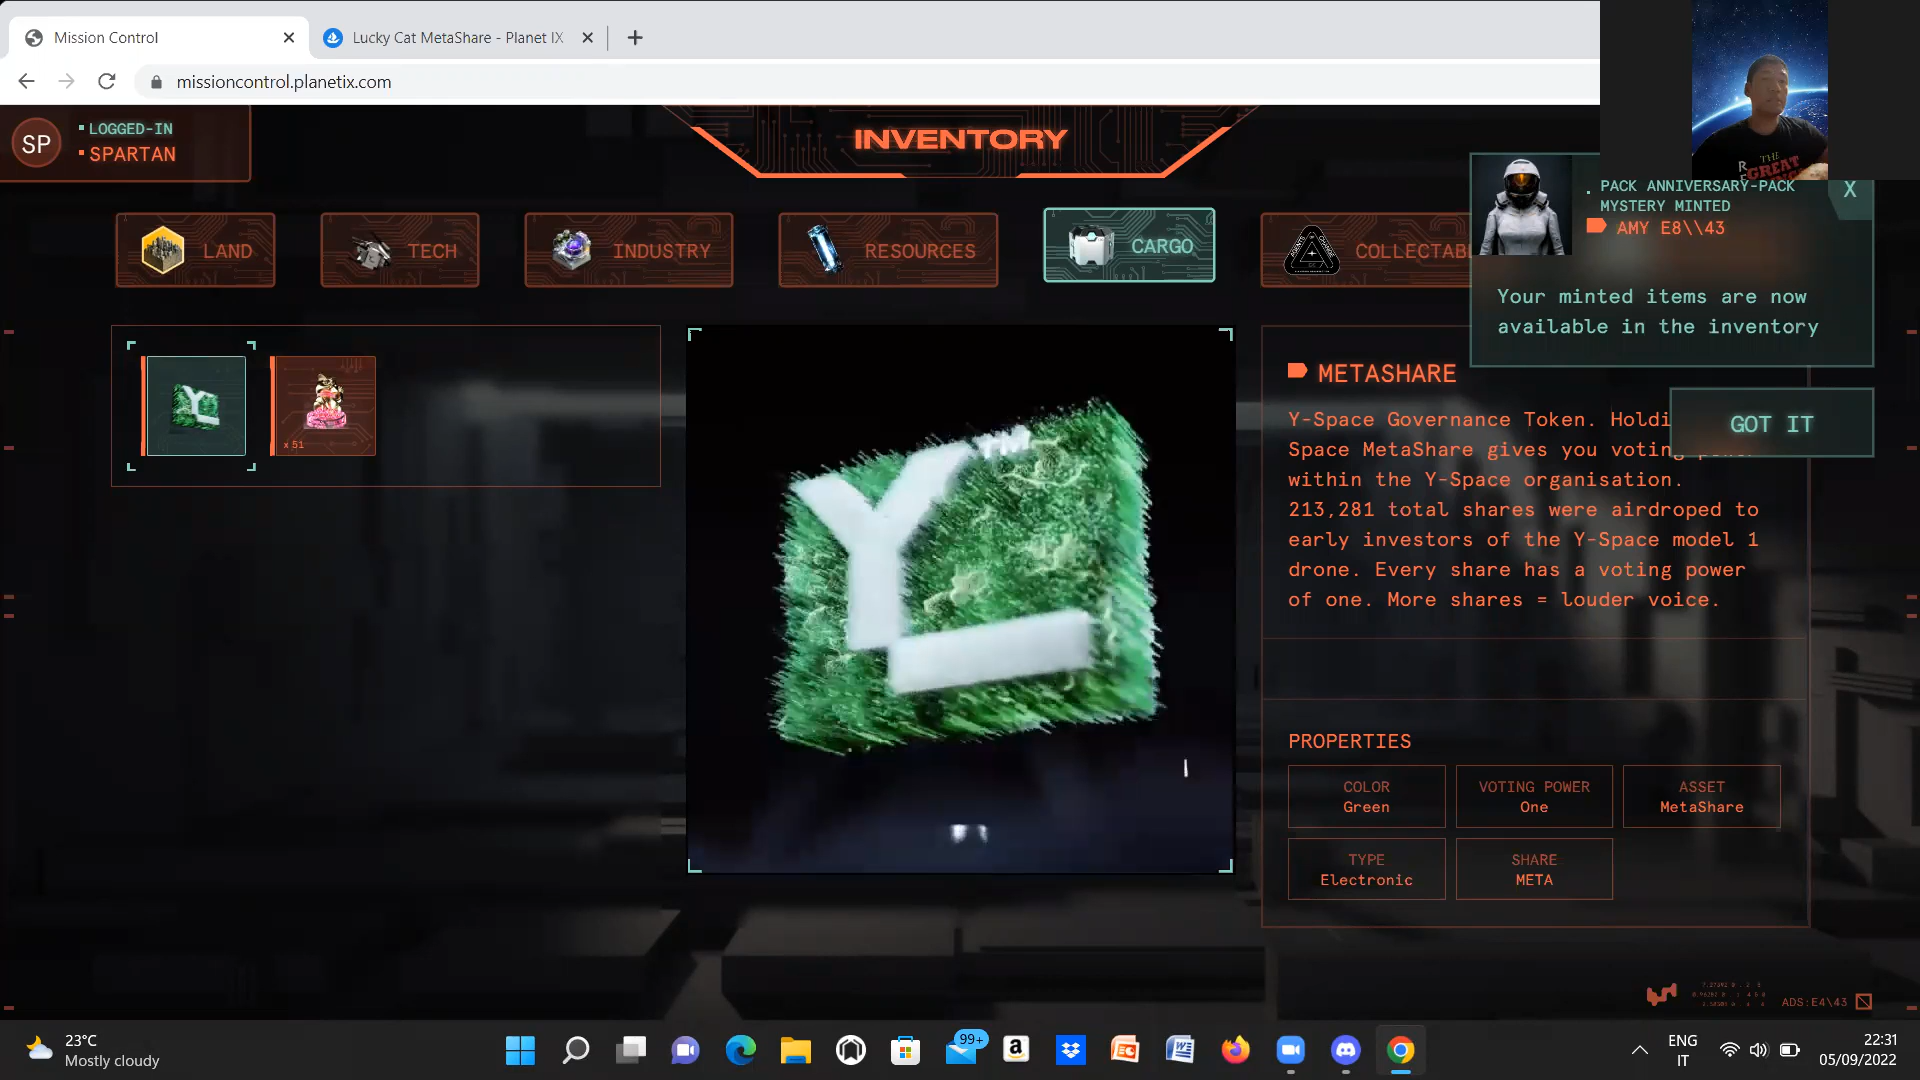 Mission Control
Lucky Cat MetaShare - Planet IX
missioncontrol.planetix.com
SP
LOGGED-IN
SPARTAN
INVENTORY
LAND
TECH
INDUSTRY
RESOURCES
CARGO
COLLECTABL
PACK ANNIVERSARY-PACK
MYSTERY MINTED
AMY E8\\43
X
Your minted items are now
available in the inventory
GOT IT
THE
GREAT
x 51
Y
TM
METASHARE
Y-Space Governance Token. Holdi
Space MetaShare gives you voting power
within the Y-Space organisation.
213,281 total shares were airdroped to
early investors of the Y-Space model 1
drone. Every share has a voting power
of one. More shares = louder voice.
PROPERTIES
COLOR
Green
VOTING POWER
One
ASSET
MetaShare
TYPE
Electronic
SHARE
META
ADS:E4\43
23°C
Mostly cloudy
99+
ENG
IT
22:31
05/09/2022